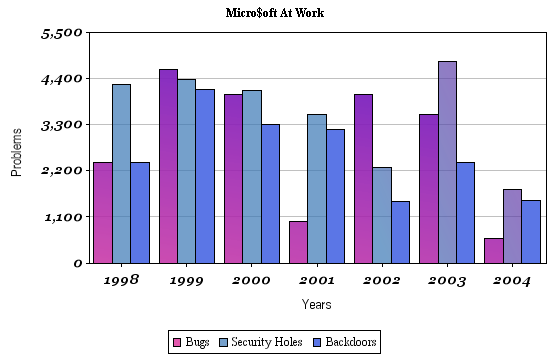 Micro$oft At Work
5,500
4,400
3,300
2,200
1,100
0
Problems
1998 1999 2000 2001 2002 2003 2004
Years
Bugs Security Holes Backdoors